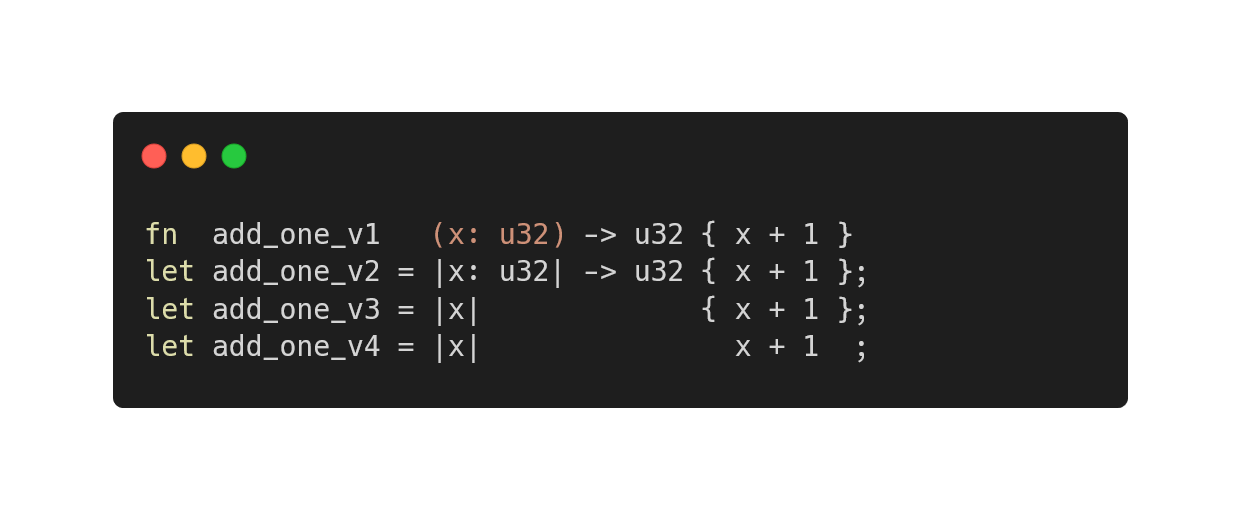 fn  add_one_v1   (x: u32) -> u32 { x + 1 }
let add_one_v2 = |x: u32| -> u32 { x + 1 };
let add_one_v3 = |x|             { x + 1 };
let add_one_v4 = |x|               x + 1  ;